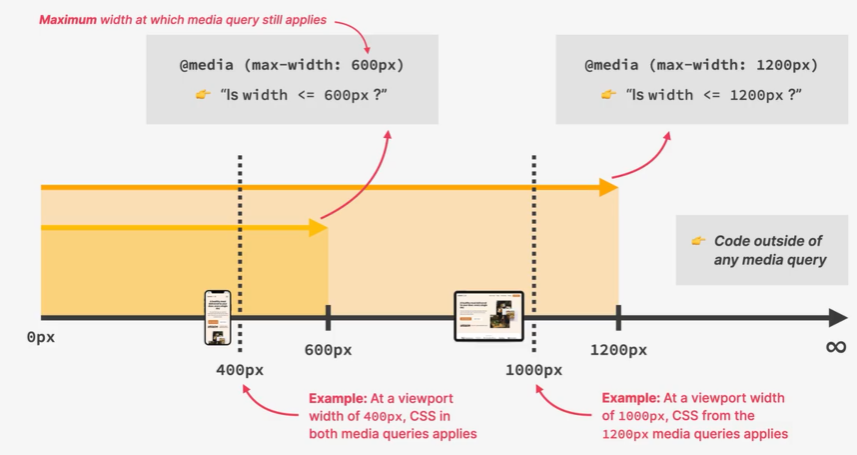 Maximum width at which media query still applies
@media (max-width: 600px)
👉 “Is width <= 600px ?”
@media (max-width: 1200px)
👉 “Is width <= 1200px ?”
👉 Code outside of
any media query
0px
400px
600px
1000px
1200px
∞
Example: At a viewport
width of 400px, CSS in
both media queries applies
Example: At a viewport width
of 1000px, CSS from the
1200px media queries applies